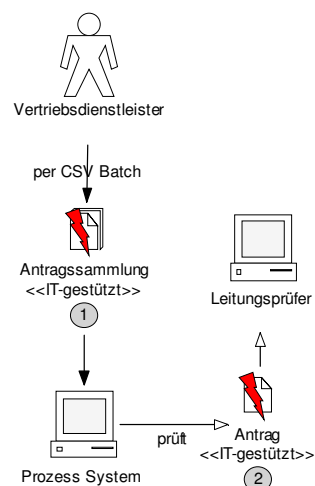 Vertriebsdienstleister
per CSV Batch
Antragssammlung
<<IT-gestützt>>
1
Leitungsprüfer
prüft
Antrag
<<IT-gestützt>>
2
Prozess System